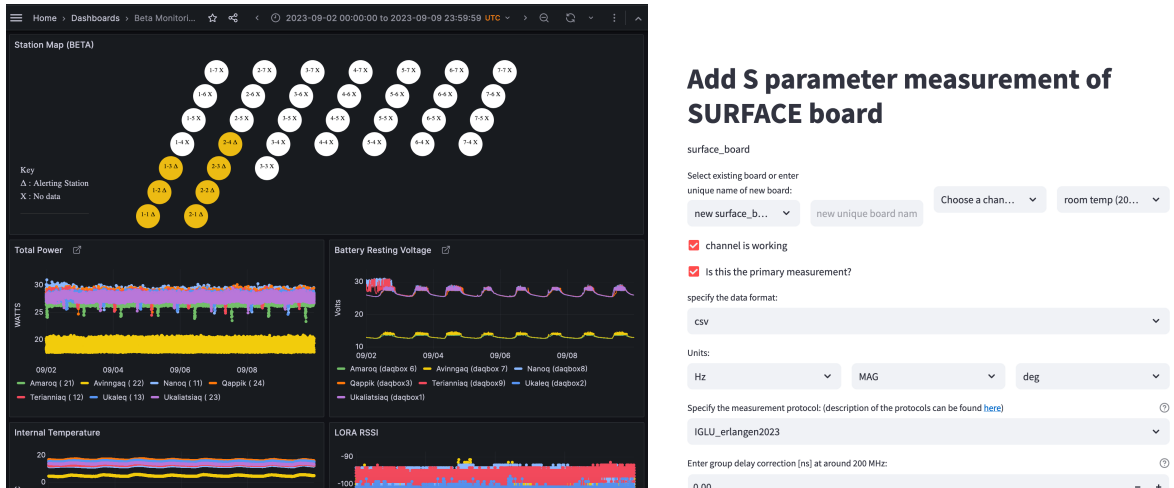 Home › Dashboards › Beta Monitori...
2023-09-02 00:00:00 to 2023-09-09 23:59:59 UTC
Station Map (BETA)
1-7 X 2-7 X 3-7 X 4-7 X 5-7 X 6-7 X 7-7 X
1-6 X 2-6 X 3-6 X 4-6 X 5-6 X 6-6 X 7-6 X
1-5 X 2-5 X 3-5 X 4-5 X 5-5 X 6-5 X 7-5 X
1-4 X 2-4 Δ 3-4 X 4-4 X 5-4 X 6-4 X 7-4 X
1-3 Δ 2-3 Δ 3-3 X
1-2 Δ 2-2 Δ
1-1 Δ 2-1 Δ
Key
Δ : Alerting Station
X : No data
Total Power
WATTS
30
25
20
09/02 09/04 09/06 09/08
Amaroq ( 21) Avinngaq ( 22) Nanoq ( 11) Qappik ( 24)
Terianniaq ( 12) Ukaleq ( 13) Ukaliatsiaq ( 23)
Battery Resting Voltage
Volts
30
20
10
09/02 09/04 09/06 09/08
Amaroq (daqbox 6) Avinngaq (daqbox 7) Nanoq (daqbox8)
Qappik (daqbox3) Terianniaq (daqbox9) Ukaleq (daqbox2)
Ukaliatsiaq (daqbox1)
Internal Temperature
20
0
LORA RSSI
-90
-100
Add S parameter measurement of
SURFACE board
surface_board
Select existing board or enter
unique name of new board:
new surface_b... new unique board nam Choose a chan... room temp (20...
channel is working
Is this the primary measurement?
specify the data format:
csv
Units:
Hz MAG deg
Specify the measurement protocol: (description of the protocols can be found here)
IGLU_erlangen2023
Enter group delay correction [ns] at around 200 MHz:
0.00